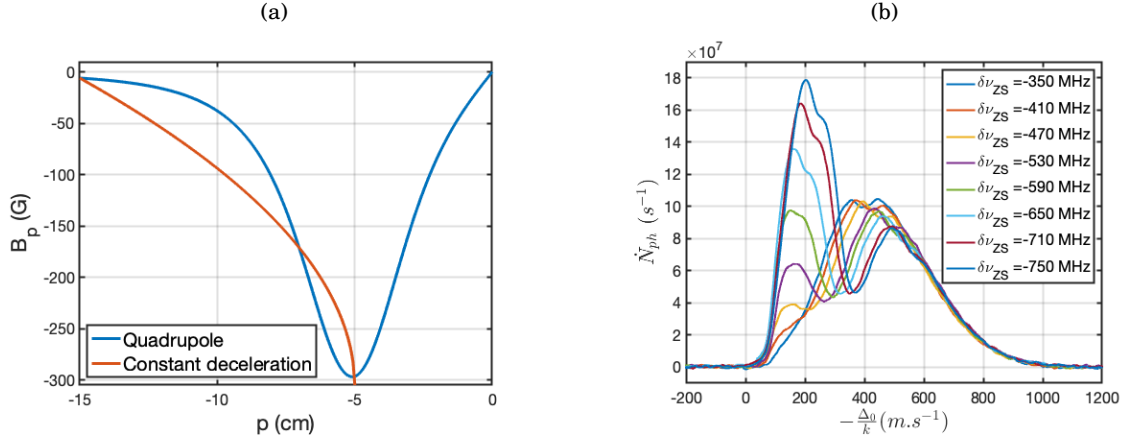 (a)
0
-50
-100
-150
-200
-250
-300
-15
-10
-5
0
B_p (G)
p (cm)
Quadrupole
Constant deceleration
(b)
×10^7
18
16
14
12
10
8
6
4
2
0
-200
0
200
400
600
800
1000
1200
Ṅ_ph (s^−1)
−Δ_0/k (m.s^−1)
δν_ZS =-350 MHz
δν_ZS =-410 MHz
δν_ZS =-470 MHz
δν_ZS =-530 MHz
δν_ZS =-590 MHz
δν_ZS =-650 MHz
δν_ZS =-710 MHz
δν_ZS =-750 MHz